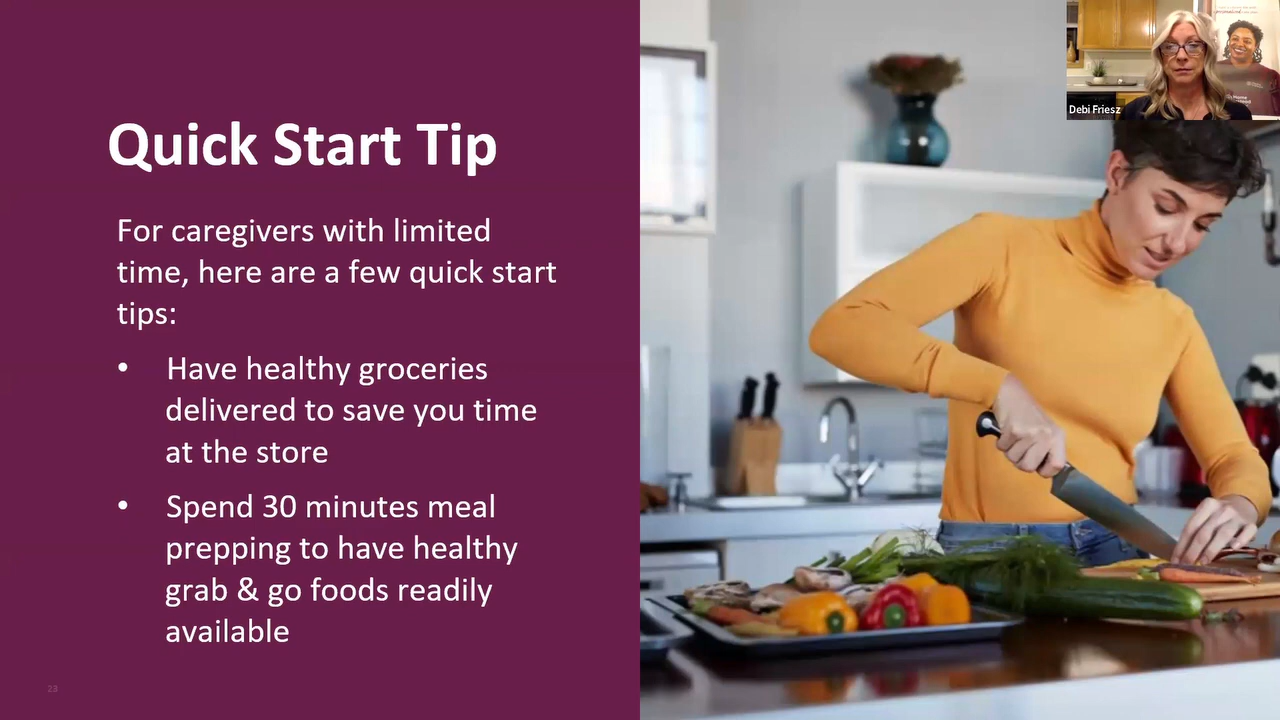 Quick Start Tip
For caregivers with limited
time, here are a few quick start
tips:
• Have healthy groceries
delivered to save you time
at the store
• Spend 30 minutes meal
prepping to have healthy
grab & go foods readily
available
23
Debi Friesz